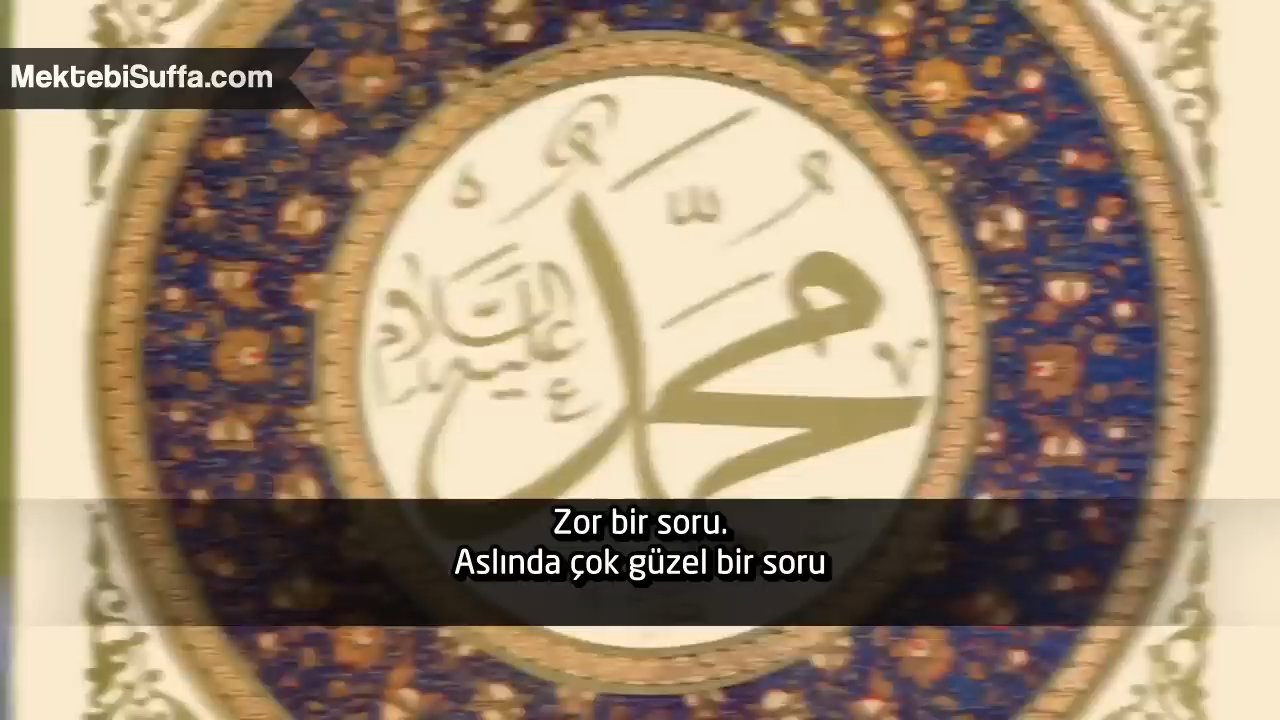 MektebiSuffa.com
محمد
عليه السلام
Zor bir soru.
Aslında çok güzel bir soru